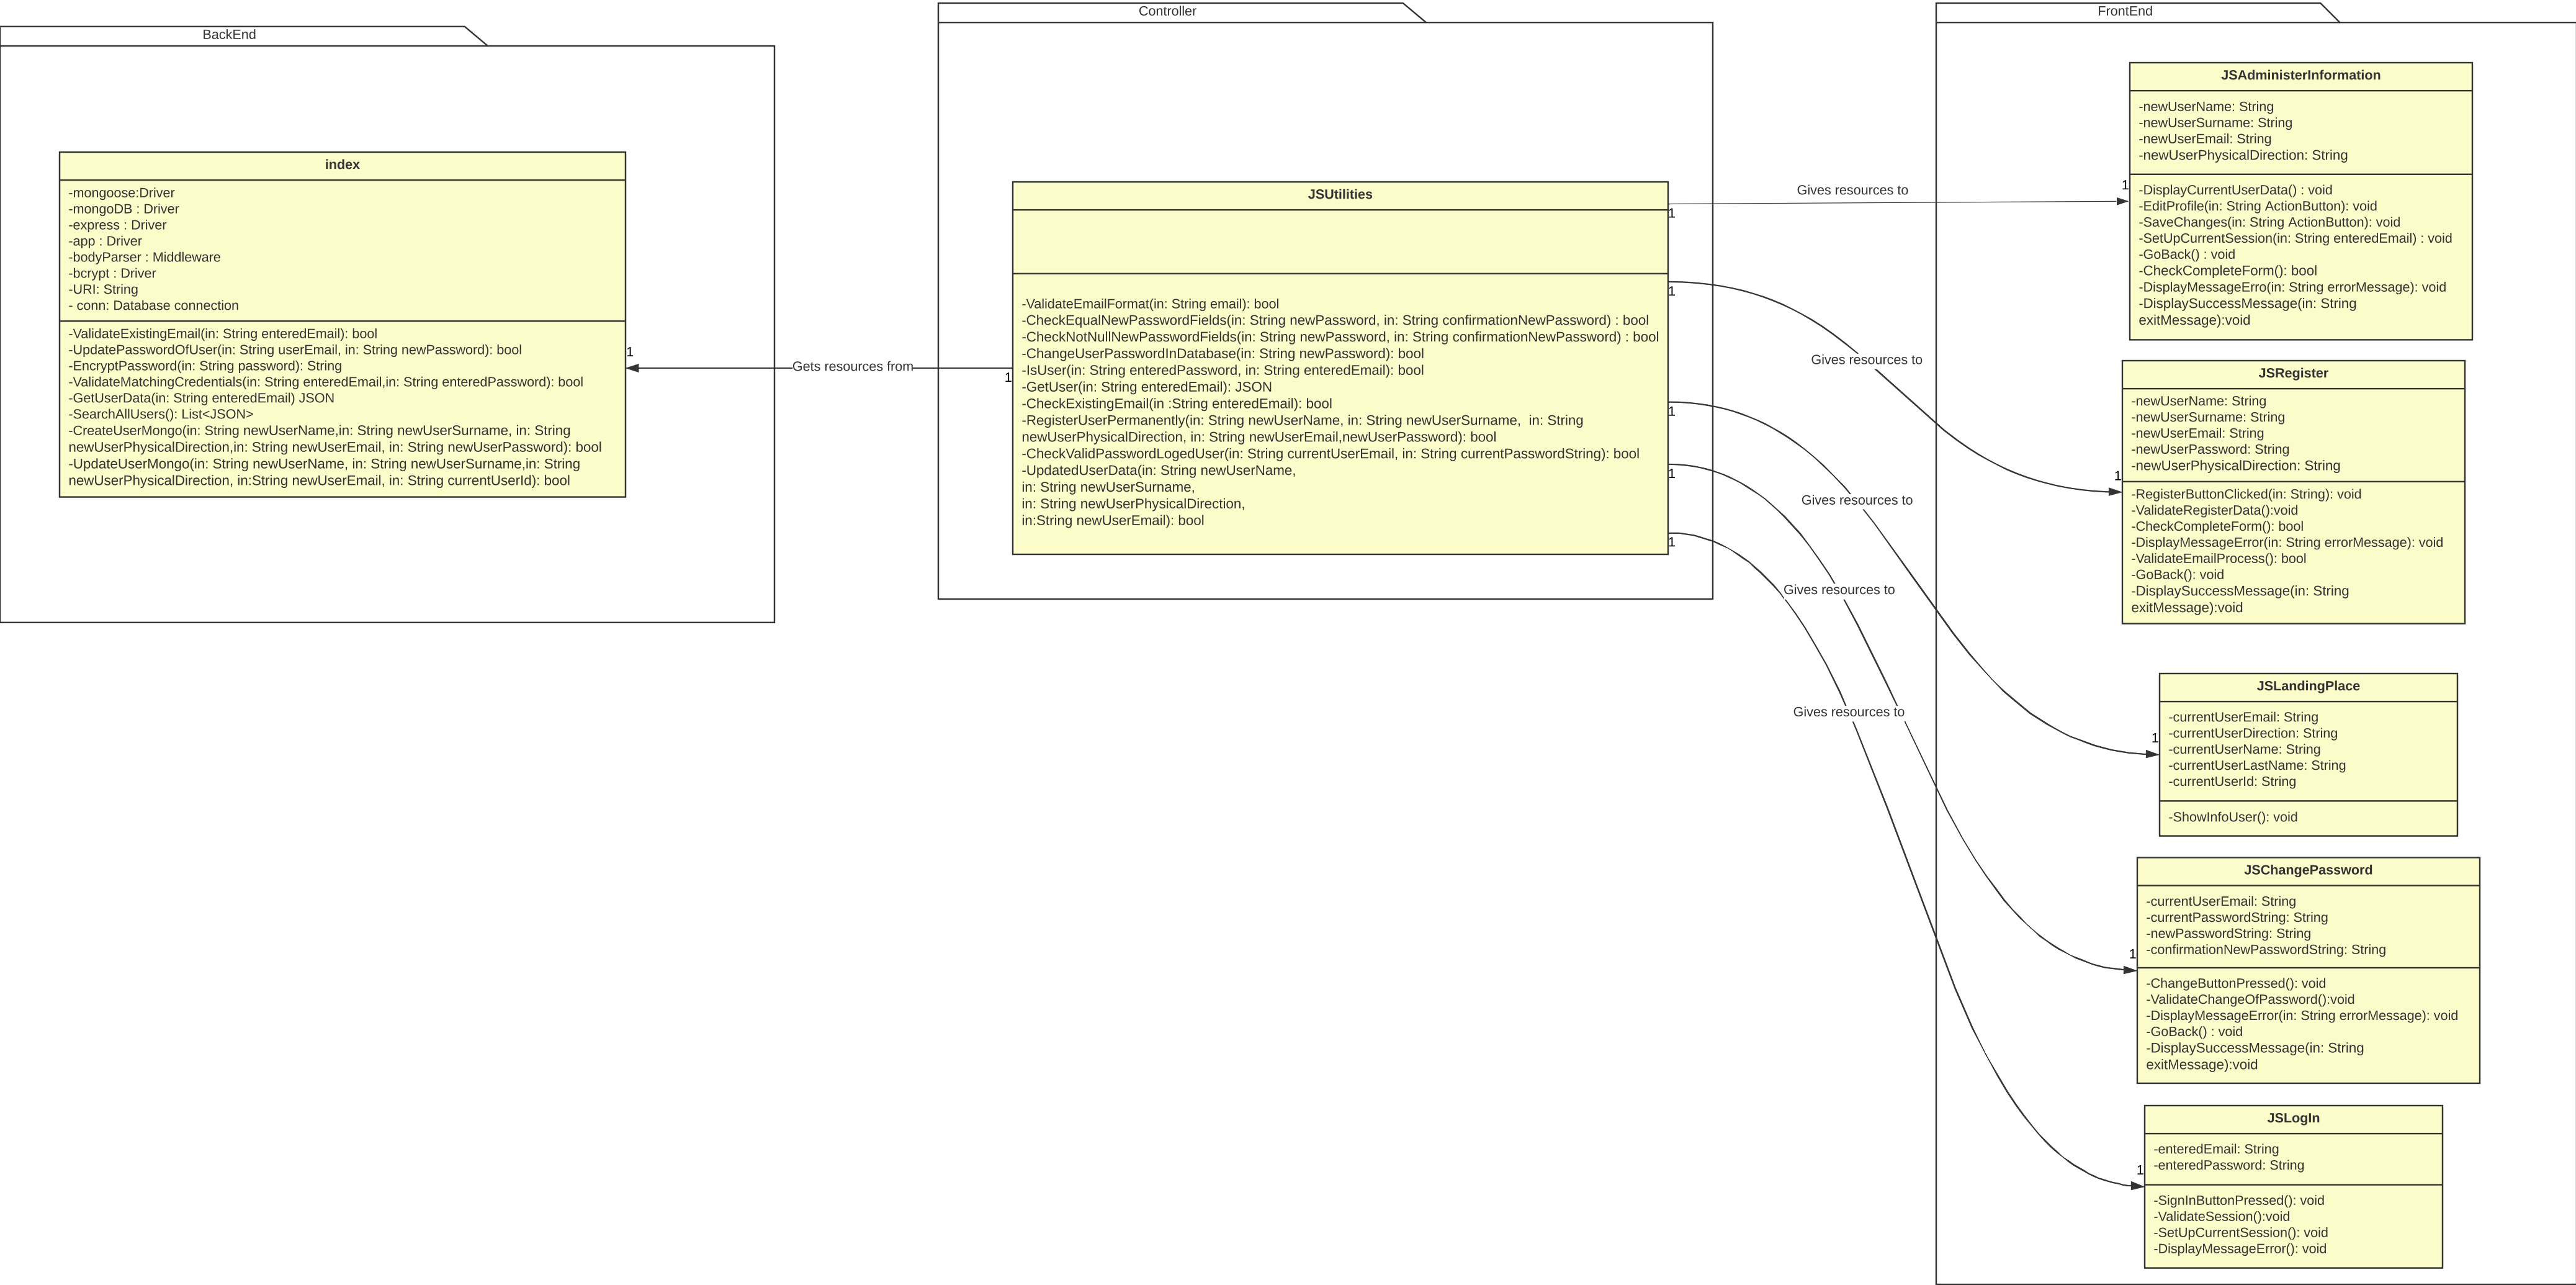 BackEnd
index
-mongoose:Driver
-mongoDB : Driver
-express : Driver
-app : Driver
-bodyParser : Middleware
-bcrypt : Driver
-URI: String
- conn: Database connection
-ValidateExistingEmail(in: String enteredEmail): bool
-UpdatePasswordOfUser(in: String userEmail, in: String newPassword): bool
-EncryptPassword(in: String password): String
-ValidateMatchingCredentials(in: String enteredEmail,in: String enteredPassword): bool
-GetUserData(in: String enteredEmail) JSON
-SearchAllUsers(): List<JSON>
-CreateUserMongo(in: String newUserName,in: String newUserSurname, in: String
newUserPhysicalDirection,in: String newUserEmail, in: String newUserPassword): bool
-UpdateUserMongo(in: String newUserName, in: String newUserSurname,in: String
newUserPhysicalDirection, in:String newUserEmail, in: String currentUserId): bool
1
Gets resources from
1
Controller
JSUtilities
-ValidateEmailFormat(in: String email): bool
-CheckEqualNewPasswordFields(in: String newPassword, in: String confirmationNewPassword) : bool
-CheckNotNullNewPasswordFields(in: String newPassword, in: String confirmationNewPassword) : bool
-ChangeUserPasswordInDatabase(in: String newPassword): bool
-IsUser(in: String enteredPassword, in: String enteredEmail): bool
-GetUser(in: String enteredEmail): JSON
-CheckExistingEmail(in :String enteredEmail): bool
-RegisterUserPermanently(in: String newUserName, in: String newUserSurname,  in: String
newUserPhysicalDirection, in: String newUserEmail,newUserPassword): bool
-CheckValidPasswordLogedUser(in: String currentUserEmail, in: String currentPasswordString): bool
-UpdatedUserData(in: String newUserName,
in: String newUserSurname,
in: String newUserPhysicalDirection,
in:String newUserEmail): bool
1
Gives resources to
1
1
Gives resources to
1
1
Gives resources to
1
1
Gives resources to
1
1
Gives resources to
1
FrontEnd
JSAdministerInformation
-newUserName: String
-newUserSurname: String
-newUserEmail: String
-newUserPhysicalDirection: String
-DisplayCurrentUserData() : void
-EditProfile(in: String ActionButton): void
-SaveChanges(in: String ActionButton): void
-SetUpCurrentSession(in: String enteredEmail) : void
-GoBack() : void
-CheckCompleteForm(): bool
-DisplayMessageErro(in: String errorMessage): void
-DisplaySuccessMessage(in: String
exitMessage):void
JSRegister
-newUserName: String
-newUserSurname: String
-newUserEmail: String
-newUserPassword: String
-newUserPhysicalDirection: String
-RegisterButtonClicked(in: String): void
-ValidateRegisterData():void
-CheckCompleteForm(): bool
-DisplayMessageError(in: String errorMessage): void
-ValidateEmailProcess(): bool
-GoBack(): void
-DisplaySuccessMessage(in: String
exitMessage):void
JSLandingPlace
-currentUserEmail: String
-currentUserDirection: String
-currentUserName: String
-currentUserLastName: String
-currentUserId: String
-ShowInfoUser(): void
JSChangePassword
-currentUserEmail: String
-currentPasswordString: String
-newPasswordString: String
-confirmationNewPasswordString: String
-ChangeButtonPressed(): void
-ValidateChangeOfPassword():void
-DisplayMessageError(in: String errorMessage): void
-GoBack() : void
-DisplaySuccessMessage(in: String
exitMessage):void
JSLogIn
-enteredEmail: String
-enteredPassword: String
-SignInButtonPressed(): void
-ValidateSession():void
-SetUpCurrentSession(): void
-DisplayMessageError(): void